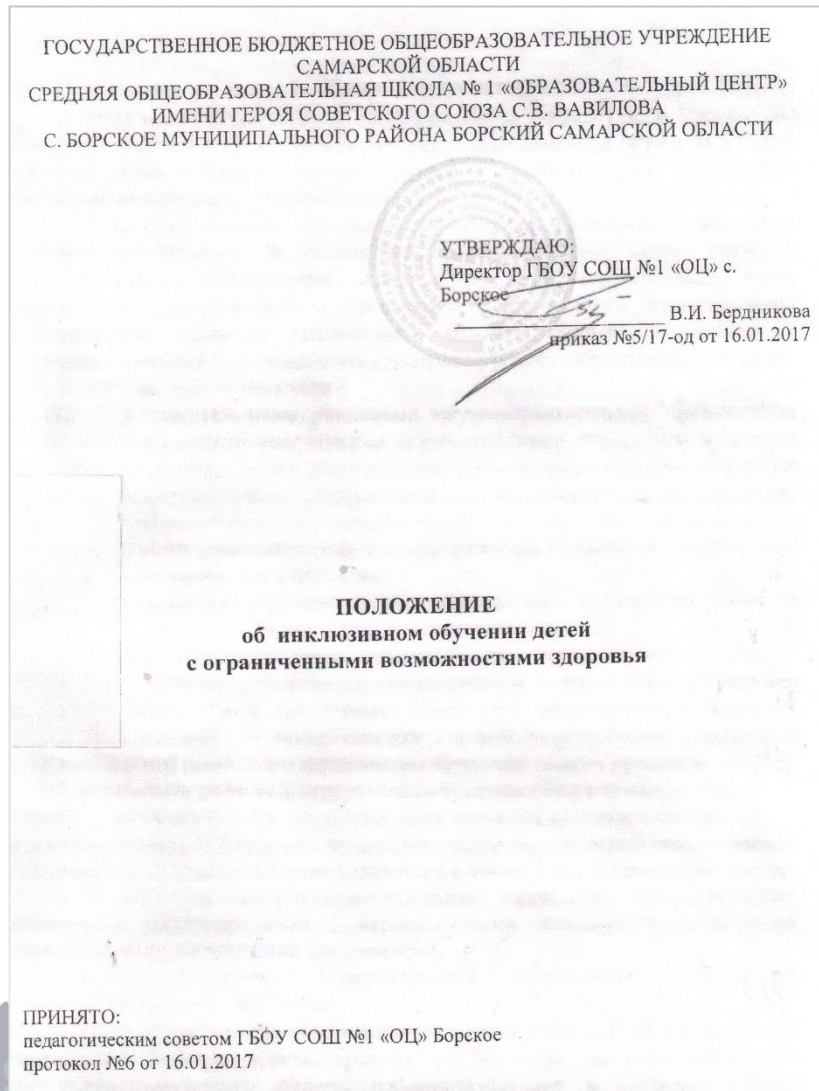 ГОСУДАРСТВЕННОЕ БЮДЖЕТНОЕ ОБЩЕОБРАЗОВАТЕЛЬНОЕ УЧРЕЖДЕНИЕ
САМАРСКОЙ ОБЛАСТИ
СРЕДНЯЯ ОБЩЕОБРАЗОВАТЕЛЬНАЯ ШКОЛА № 1 «ОБРАЗОВАТЕЛЬНЫЙ ЦЕНТР»
ИМЕНИ ГЕРОЯ СОВЕТСКОГО СОЮЗА С.В. ВАВИЛОВА
С. БОРСКОЕ МУНИЦИПАЛЬНОГО РАЙОНА БОРСКИЙ САМАРСКОЙ ОБЛАСТИ
УТВЕРЖДАЮ:
Директор ГБОУ СОШ №1 «ОЦ» с.
Борское
В.И. Бердникова
приказ №5/17-од от 16.01.2017
ПОЛОЖЕНИЕ
об инклюзивном обучении детей
с ограниченными возможностями здоровья
ПРИНЯТО:
педагогическим советом ГБОУ СОШ №1 «ОЦ» Борское
протокол №6 от 16.01.2017